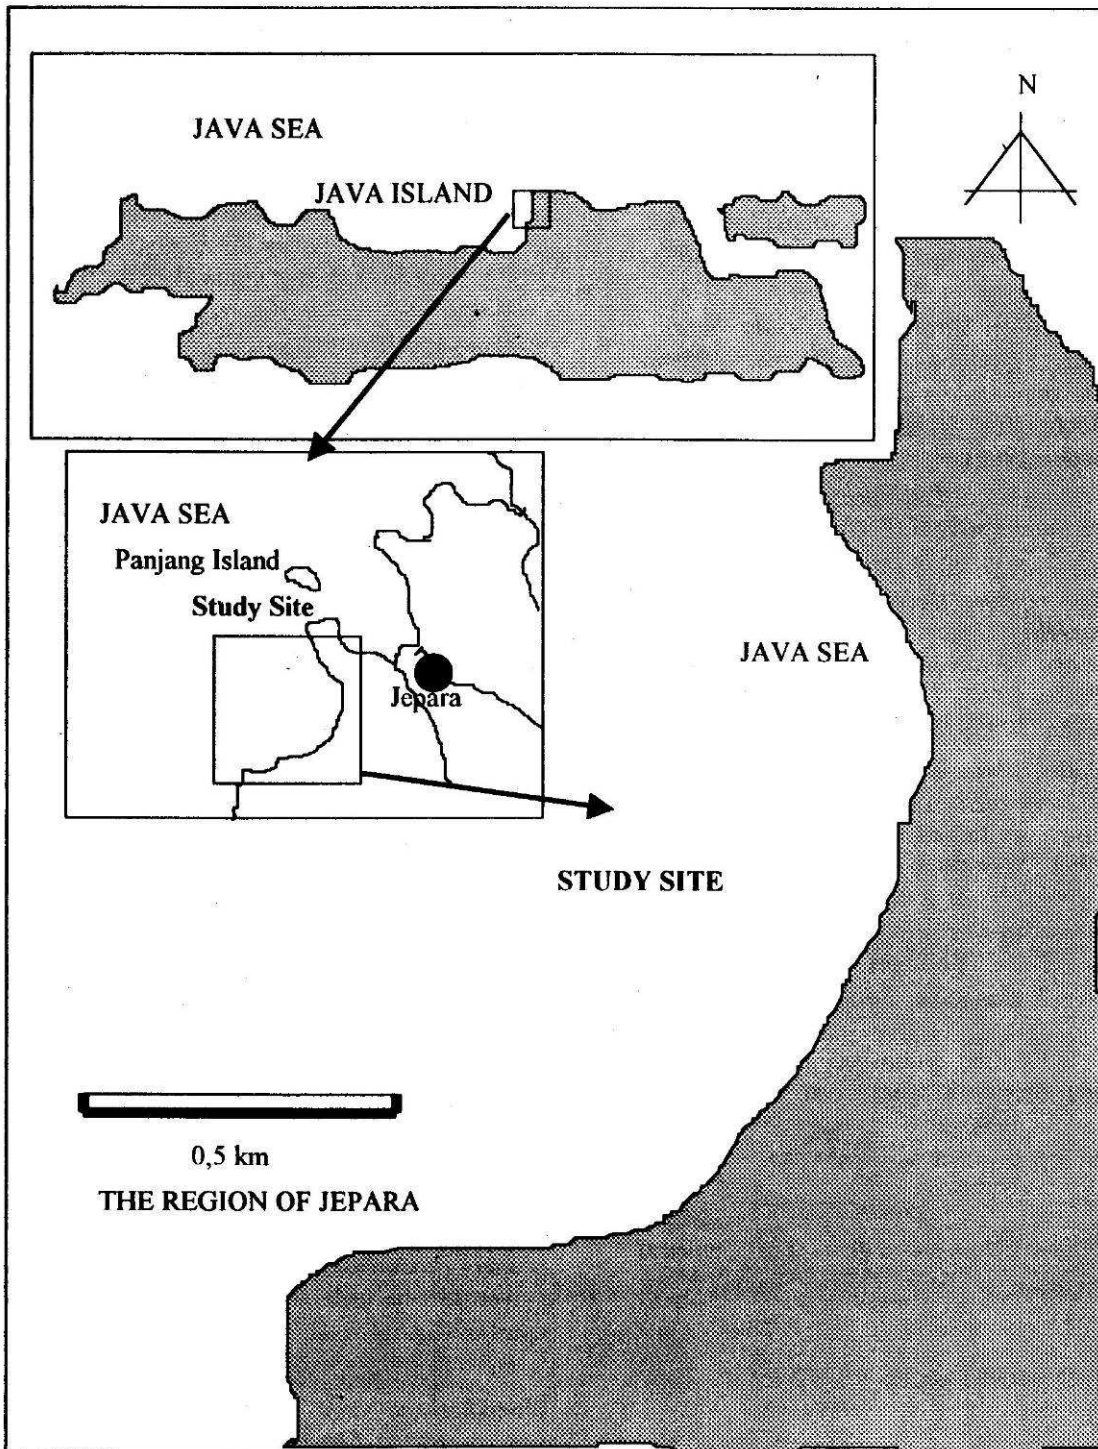 N
JAVA SEA
JAVA ISLAND
JAVA SEA
Panjang Island
Study Site
Jepara
JAVA SEA
STUDY SITE
0,5 km
THE REGION OF JEPARA